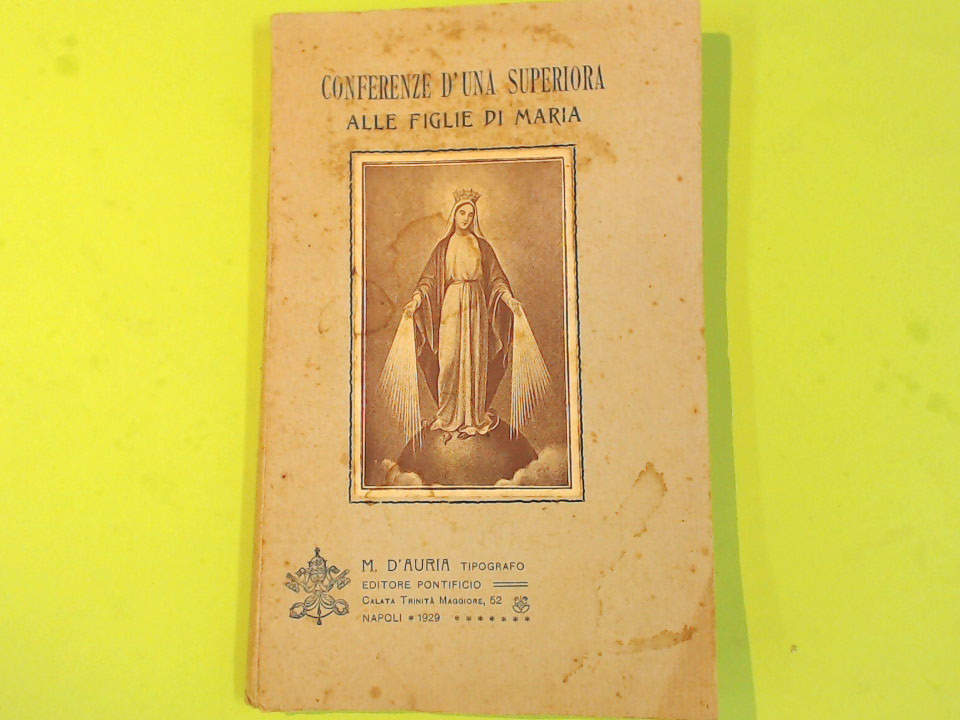 CONFERENZE D'UNA SUPERIORA
ALLE FIGLIE DI MARIA
M. D'AURIA TIPOGRAFO
EDITORE PONTIFICIO
CALATA TRINITÀ MAGGIORE, 52
NAPOLI * 1929 * * * * * * *